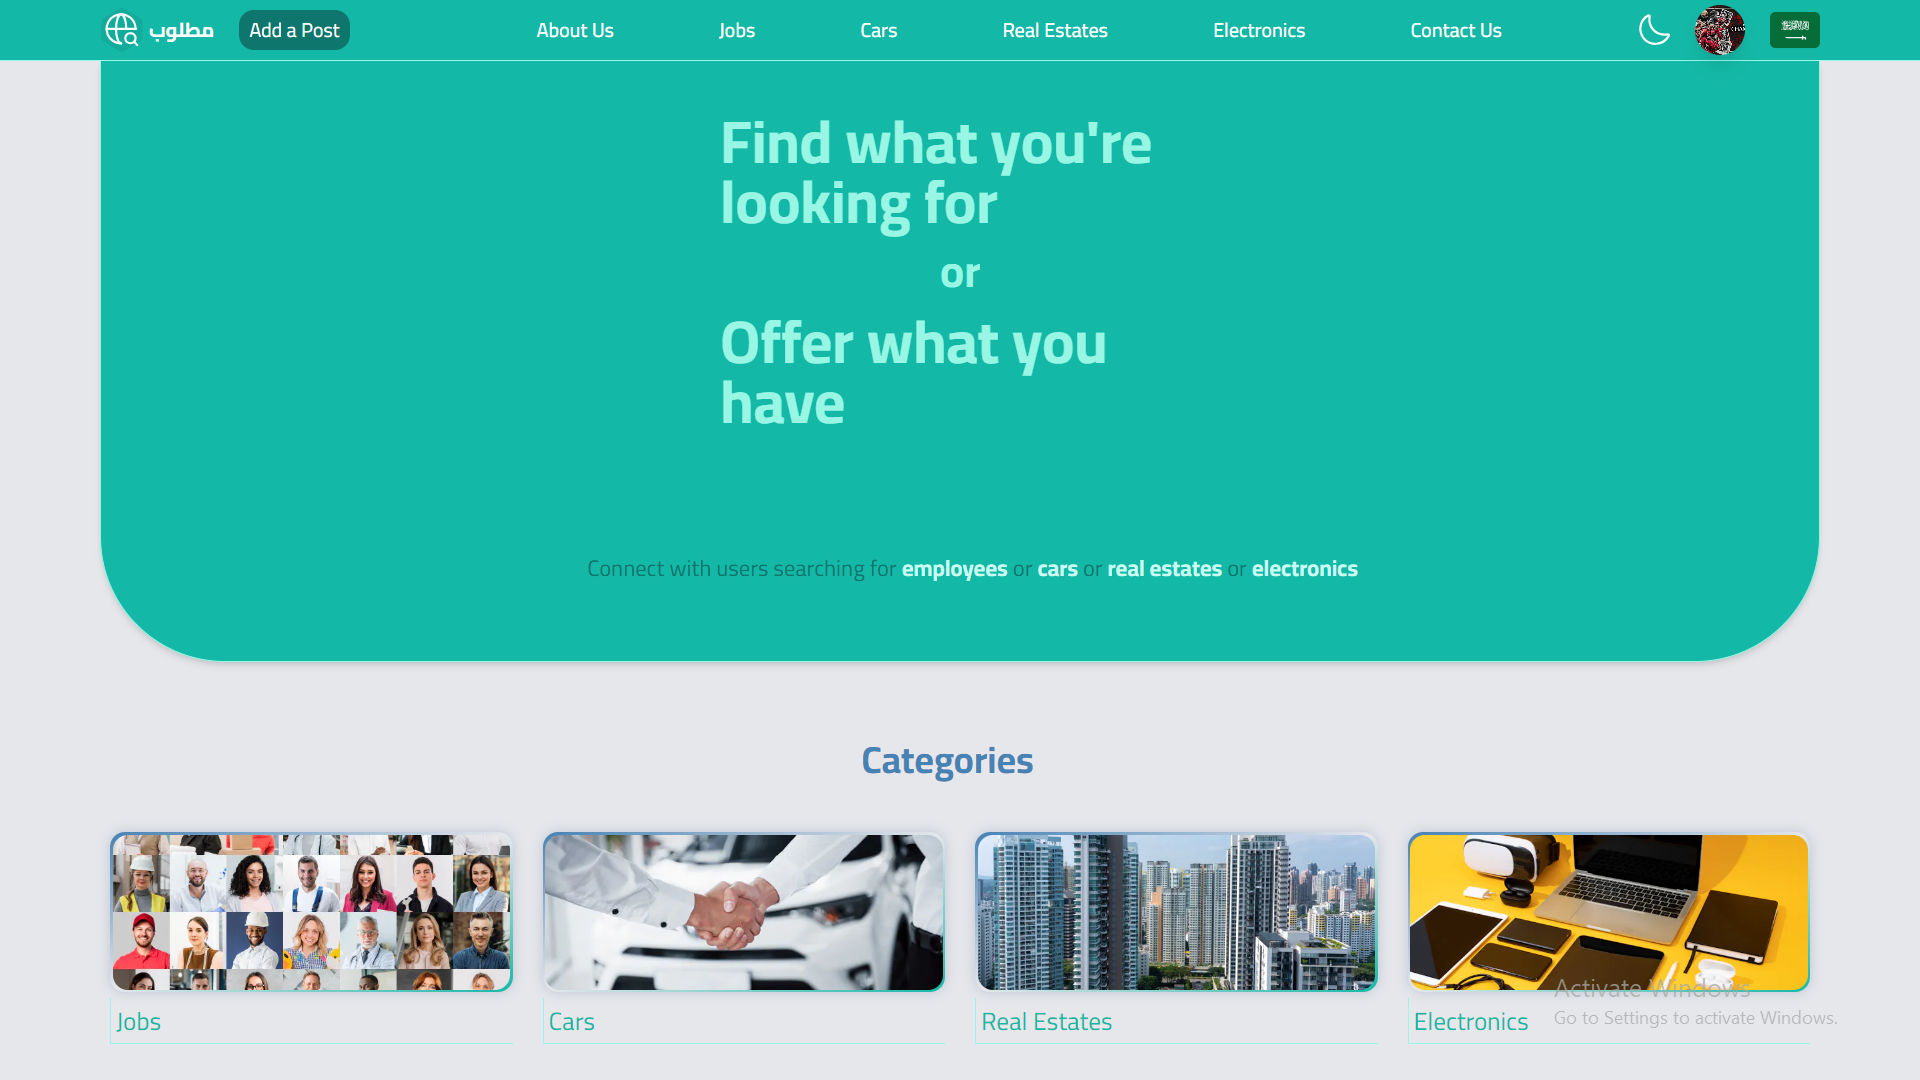 مطلوب
Add a Post
About Us
Jobs
Cars
Real Estates
Electronics
Contact Us
Find what you're
looking for
or
Offer what you
have
Connect with users searching for employees or cars or real estates or electronics
Categories
Jobs
Cars
Real Estates
Electronics
Activate Windows
Go to Settings to activate Windows.